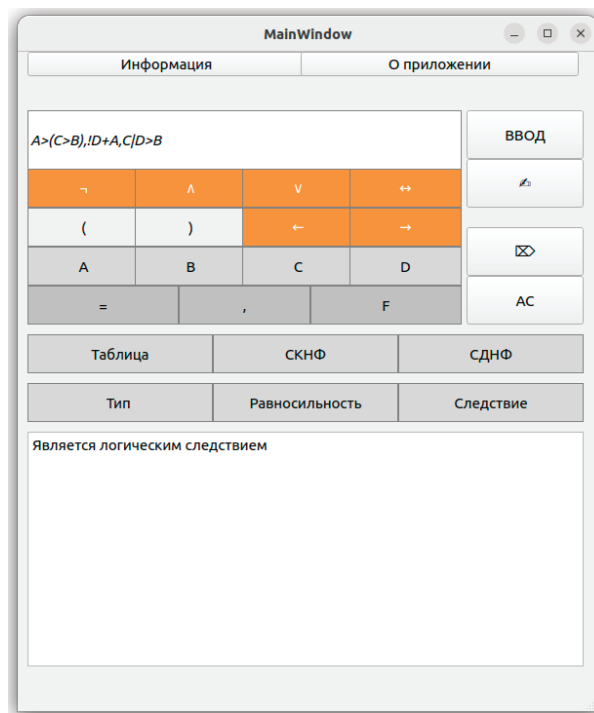 MainWindow
Информация О приложении
A>(C>B),!D+A,C|D>B ВВОД
¬ ∧ ∨ ↔ ✍
( ) ← →
⌦
A B C D
= , F AC
Таблица СКНФ СДНФ
Тип Равносильность Следствие
Является логическим следствием